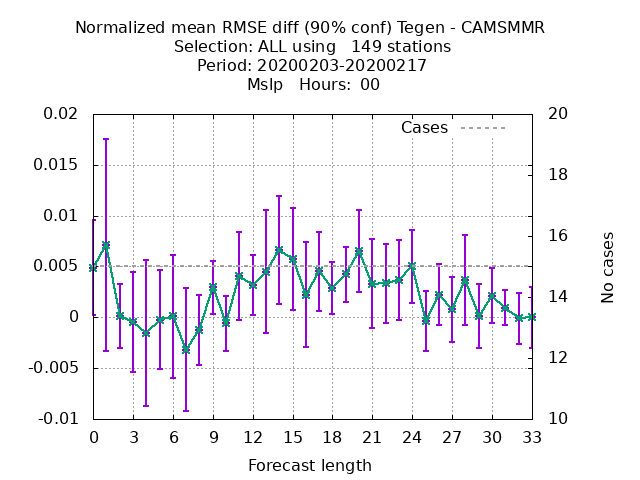 Normalized mean RMSE diff (90% conf) Tegen - CAMSMMR
Selection: ALL using   149 stations
Period: 20200203-20200217
Mslp   Hours:  00
Cases
0.02
0.015
0.01
0.005
0
-0.005
-0.01
20
18
16
14
12
10
No cases
0 3 6 9 12 15 18 21 24 27 30 33
Forecast length